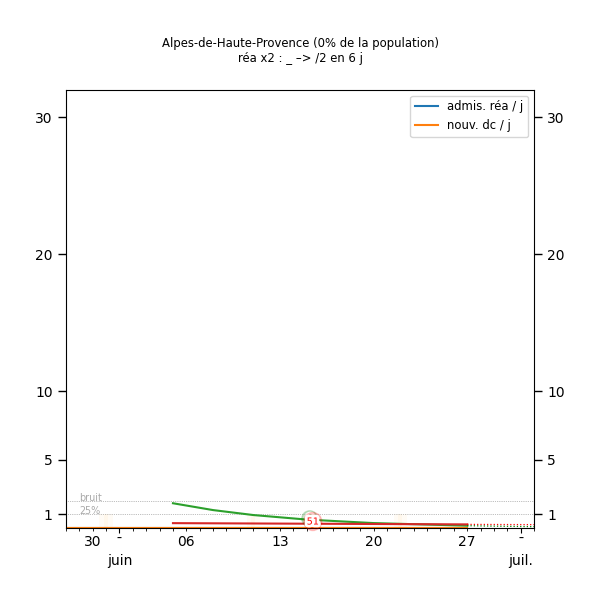 Alpes-de-Haute-Provence (0% de la population)
réa x2 : _ –> /2 en 6 j
admis. réa / j
nouv. dc / j
30 30
20 20
10 10
5 5
bruit
25%
1 1
51
30 - 06 13 20 27 -
juin juil.